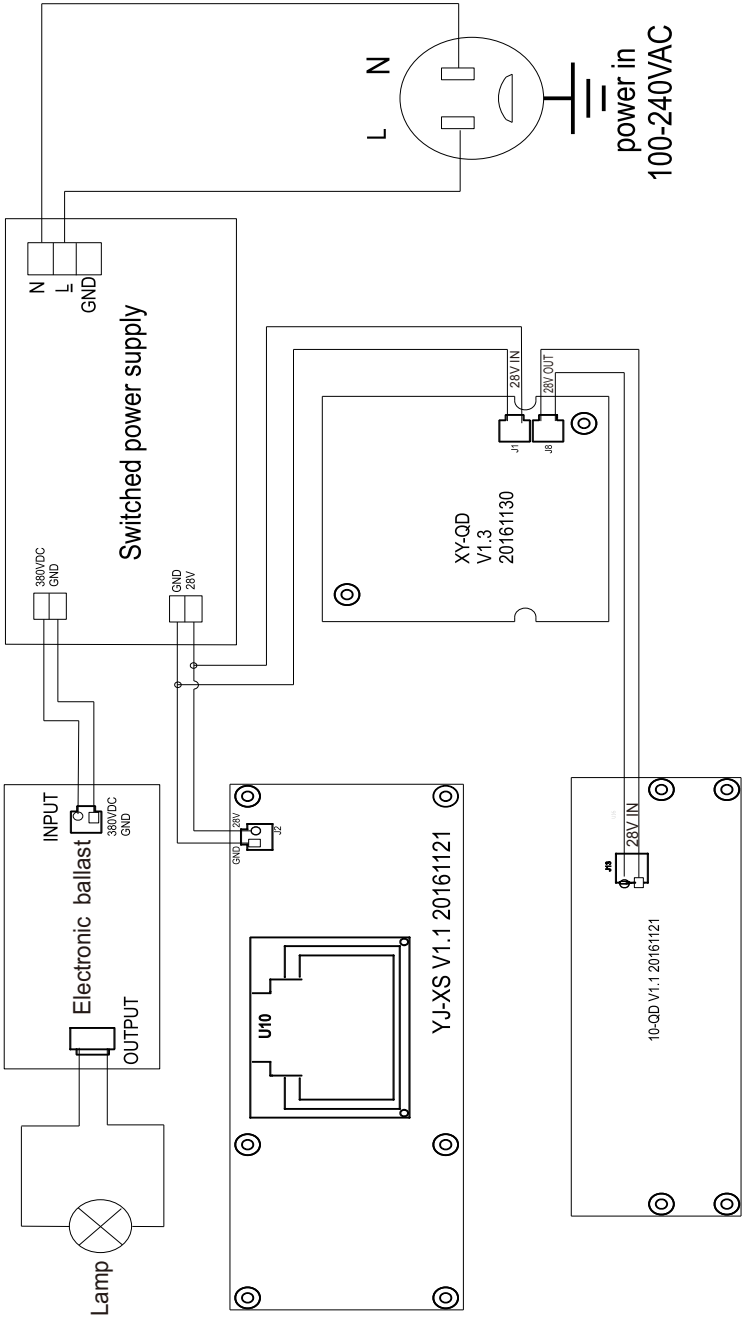 N
L
power in
100-240VAC
N
L
GND
Switched power supply
380VDC
GND
GND
28V
28V IN
28V OUT
J1
J8
XY-QD
V1.3
20161130
INPUT
380VDC
GND
Electronic ballast
OUTPUT
Lamp
GND
28V
J2
U10
YJ-XS V1.1 20161121
28V IN
J13
10-QD V1.1 20161121